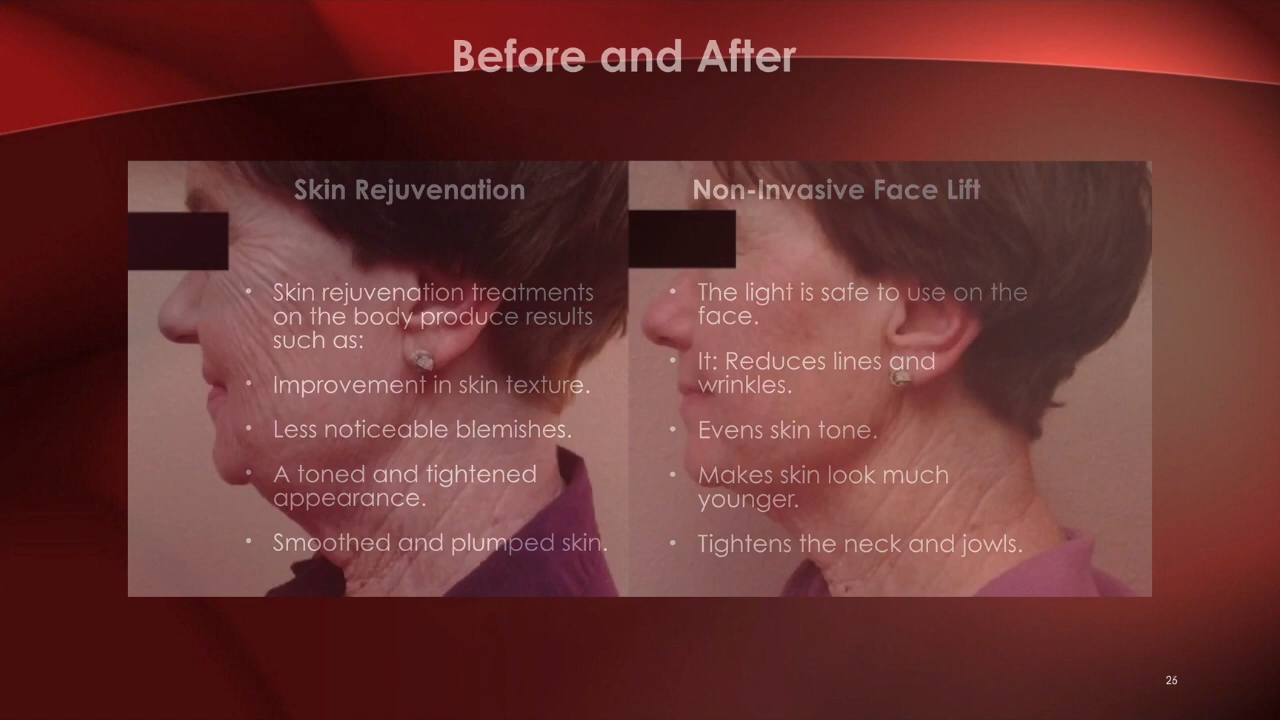 Before and After
Skin Rejuvenation
Skin rejuvenation treatments
on the body produce results
such as:
Improvement in skin texture.
Less noticeable blemishes.
A toned and tightened
appearance.
Smoothed and plumped skin.
Non-Invasive Face Lift
The light is safe to use on the
face.
It: Reduces lines and
wrinkles.
Evens skin tone.
Makes skin look much
younger.
Tightens the neck and jowls.
26